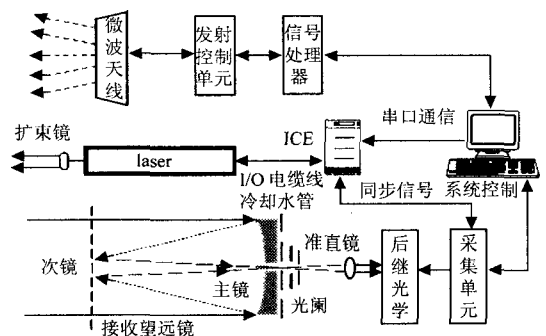 微波天线
发射控制单元
信号处理器
串口通信
扩束镜
laser
ICE
I/O 电缆线
冷却水管
同步信号
系统控制
次镜
主镜
光阑
准直镜
后继光学
采集单元
接收望远镜